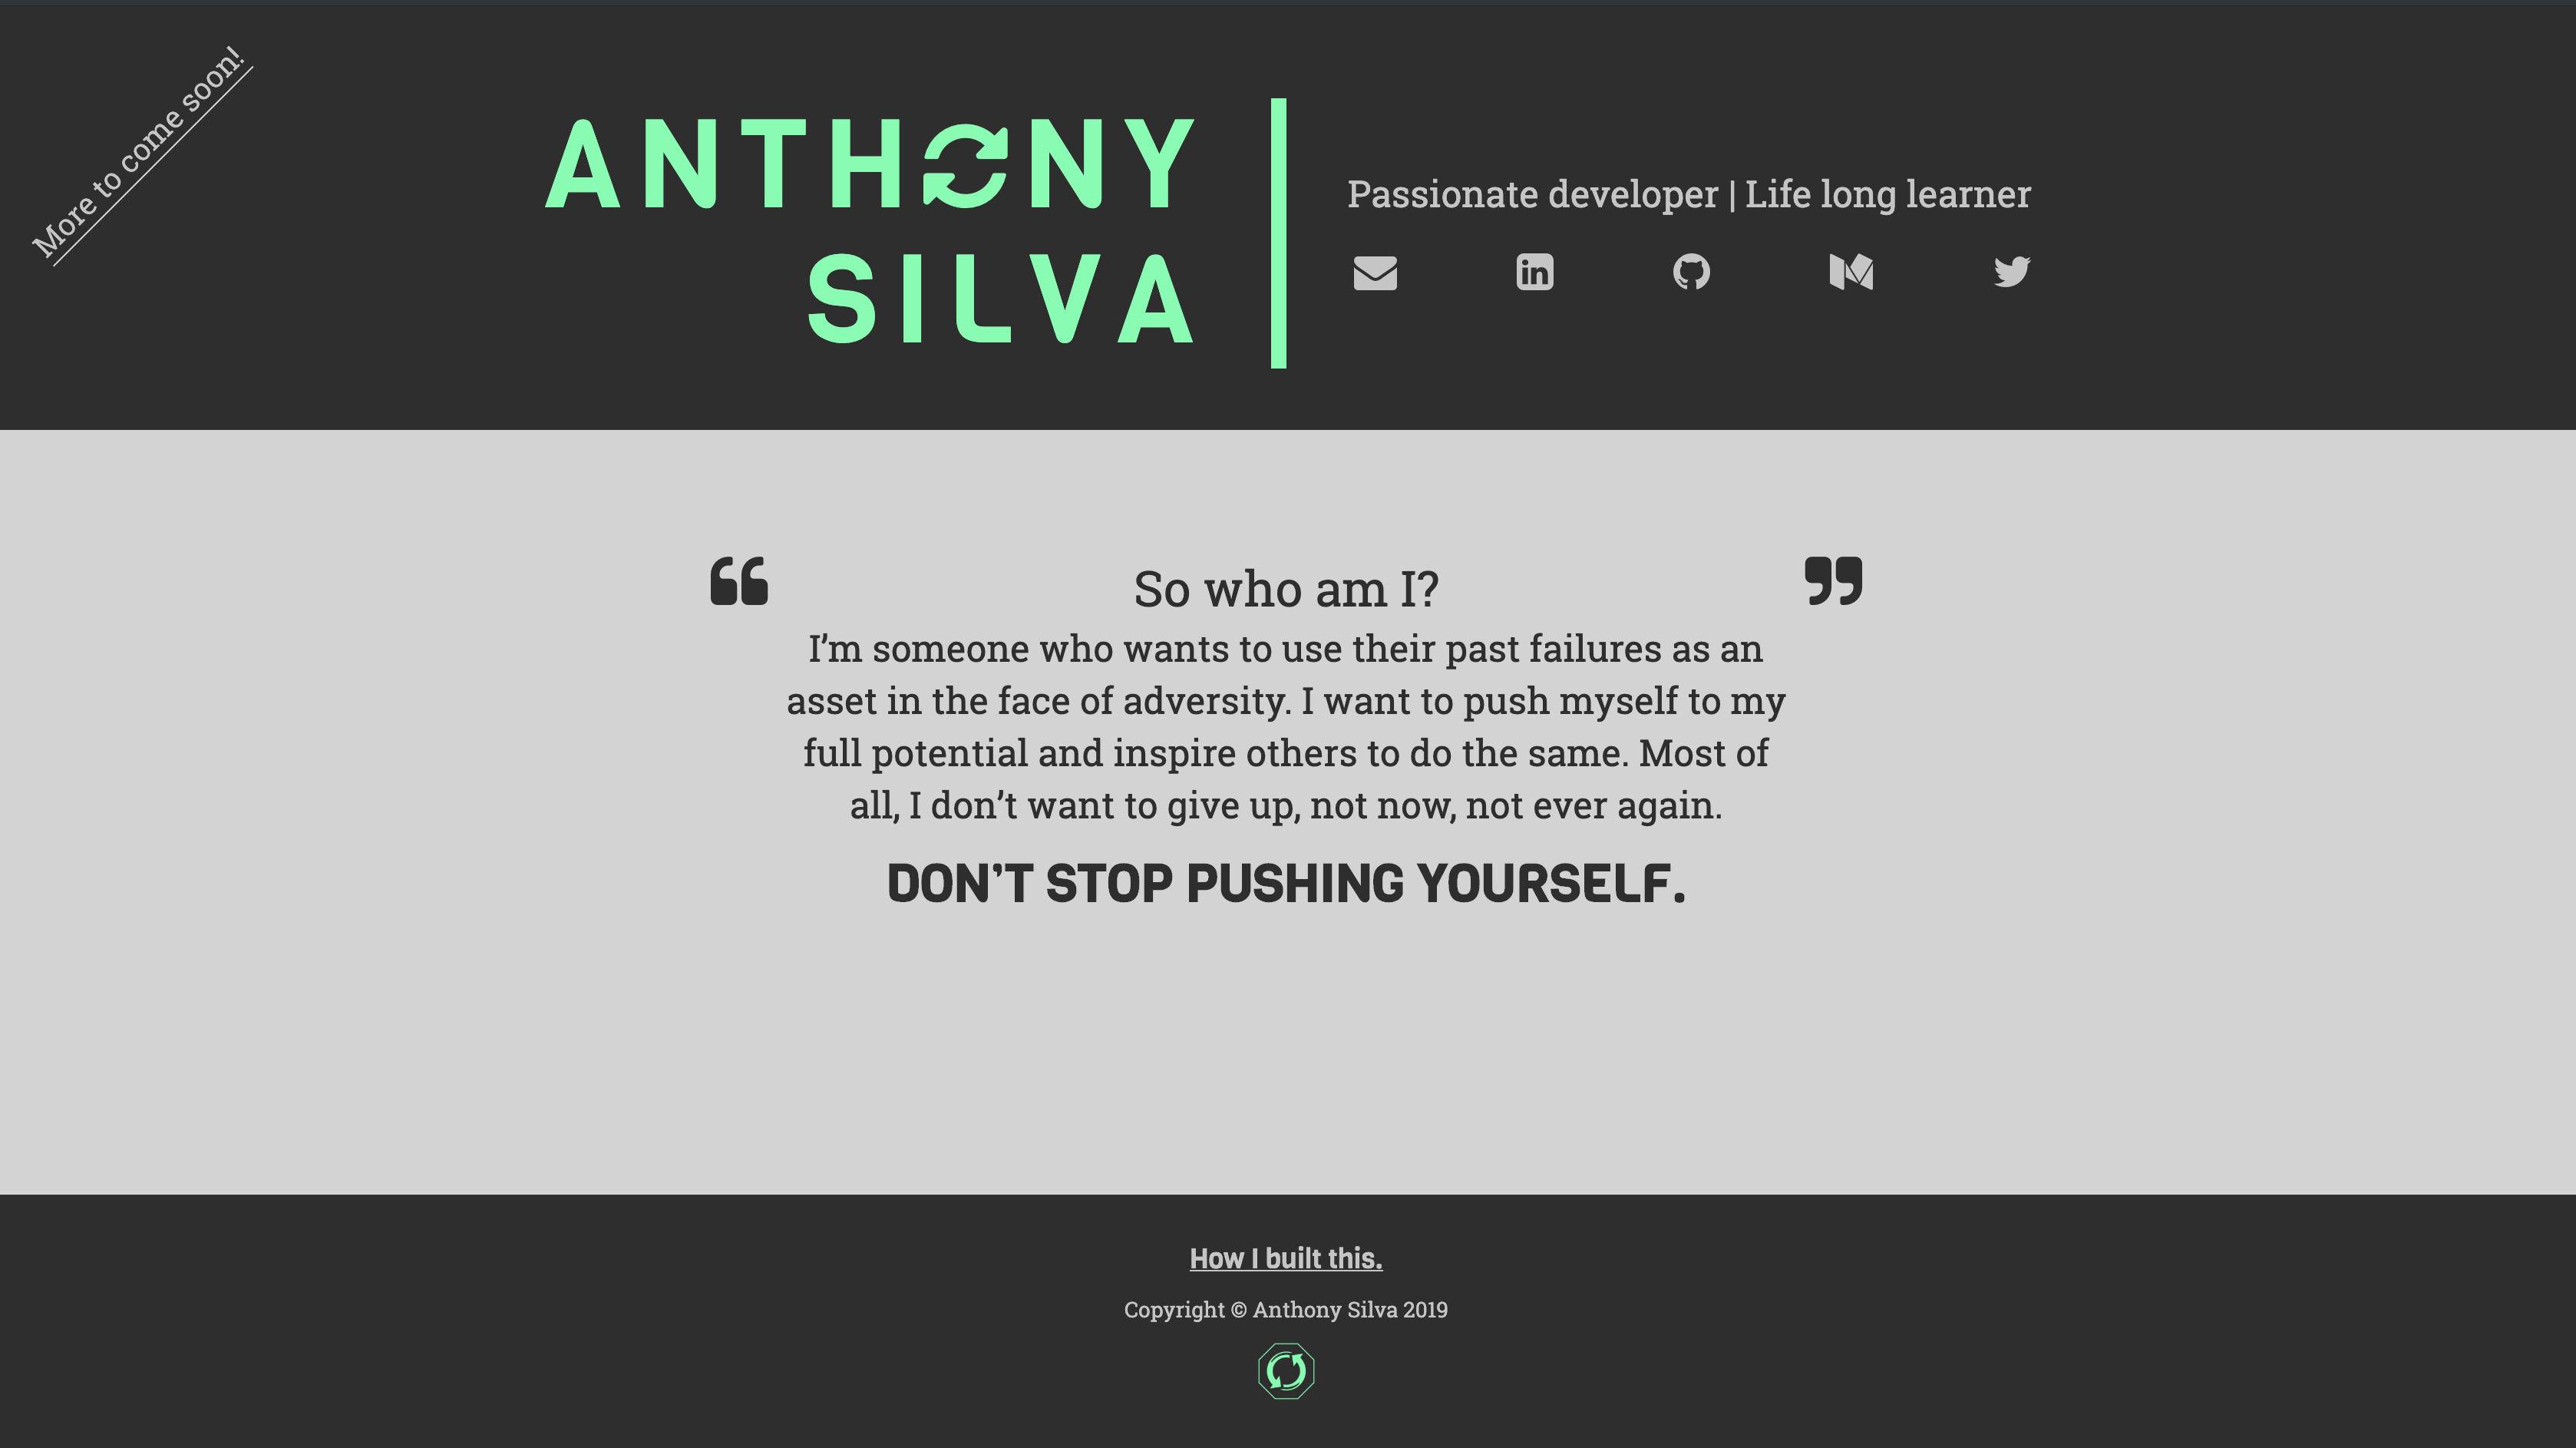 More to come soon!
ANTHONY
SILVA
Passionate developer | Life long learner
So who am I?
I’m someone who wants to use their past failures as an
asset in the face of adversity. I want to push myself to my
full potential and inspire others to do the same. Most of
all, I don’t want to give up, not now, not ever again.
DON’T STOP PUSHING YOURSELF.
How I built this.
Copyright © Anthony Silva 2019